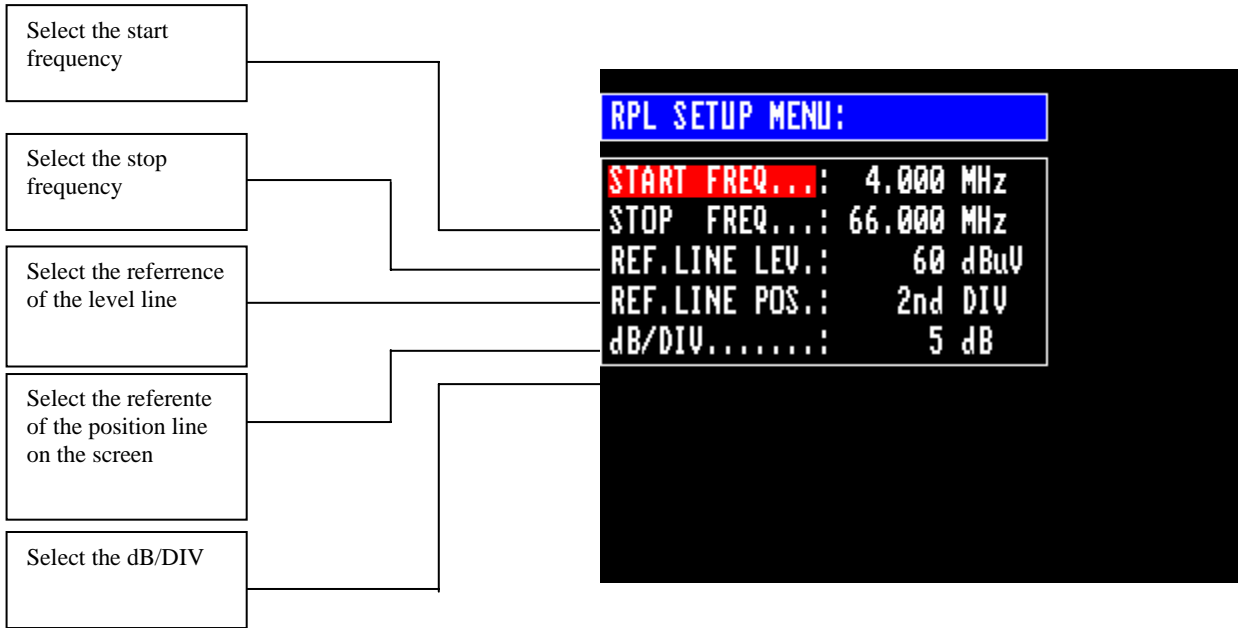 Select the start
frequency
Select the stop
frequency
Select the referrence
of the level line
Select the referente
of the position line
on the screen
Select the dB/DIV
RPL SETUP MENU:
START FREQ...: 4.000 MHz
STOP FREQ...: 66.000 MHz
REF.LINE LEV.: 60 dBuV
REF.LINE POS.: 2nd DIV
dB/DIV.......: 5 dB